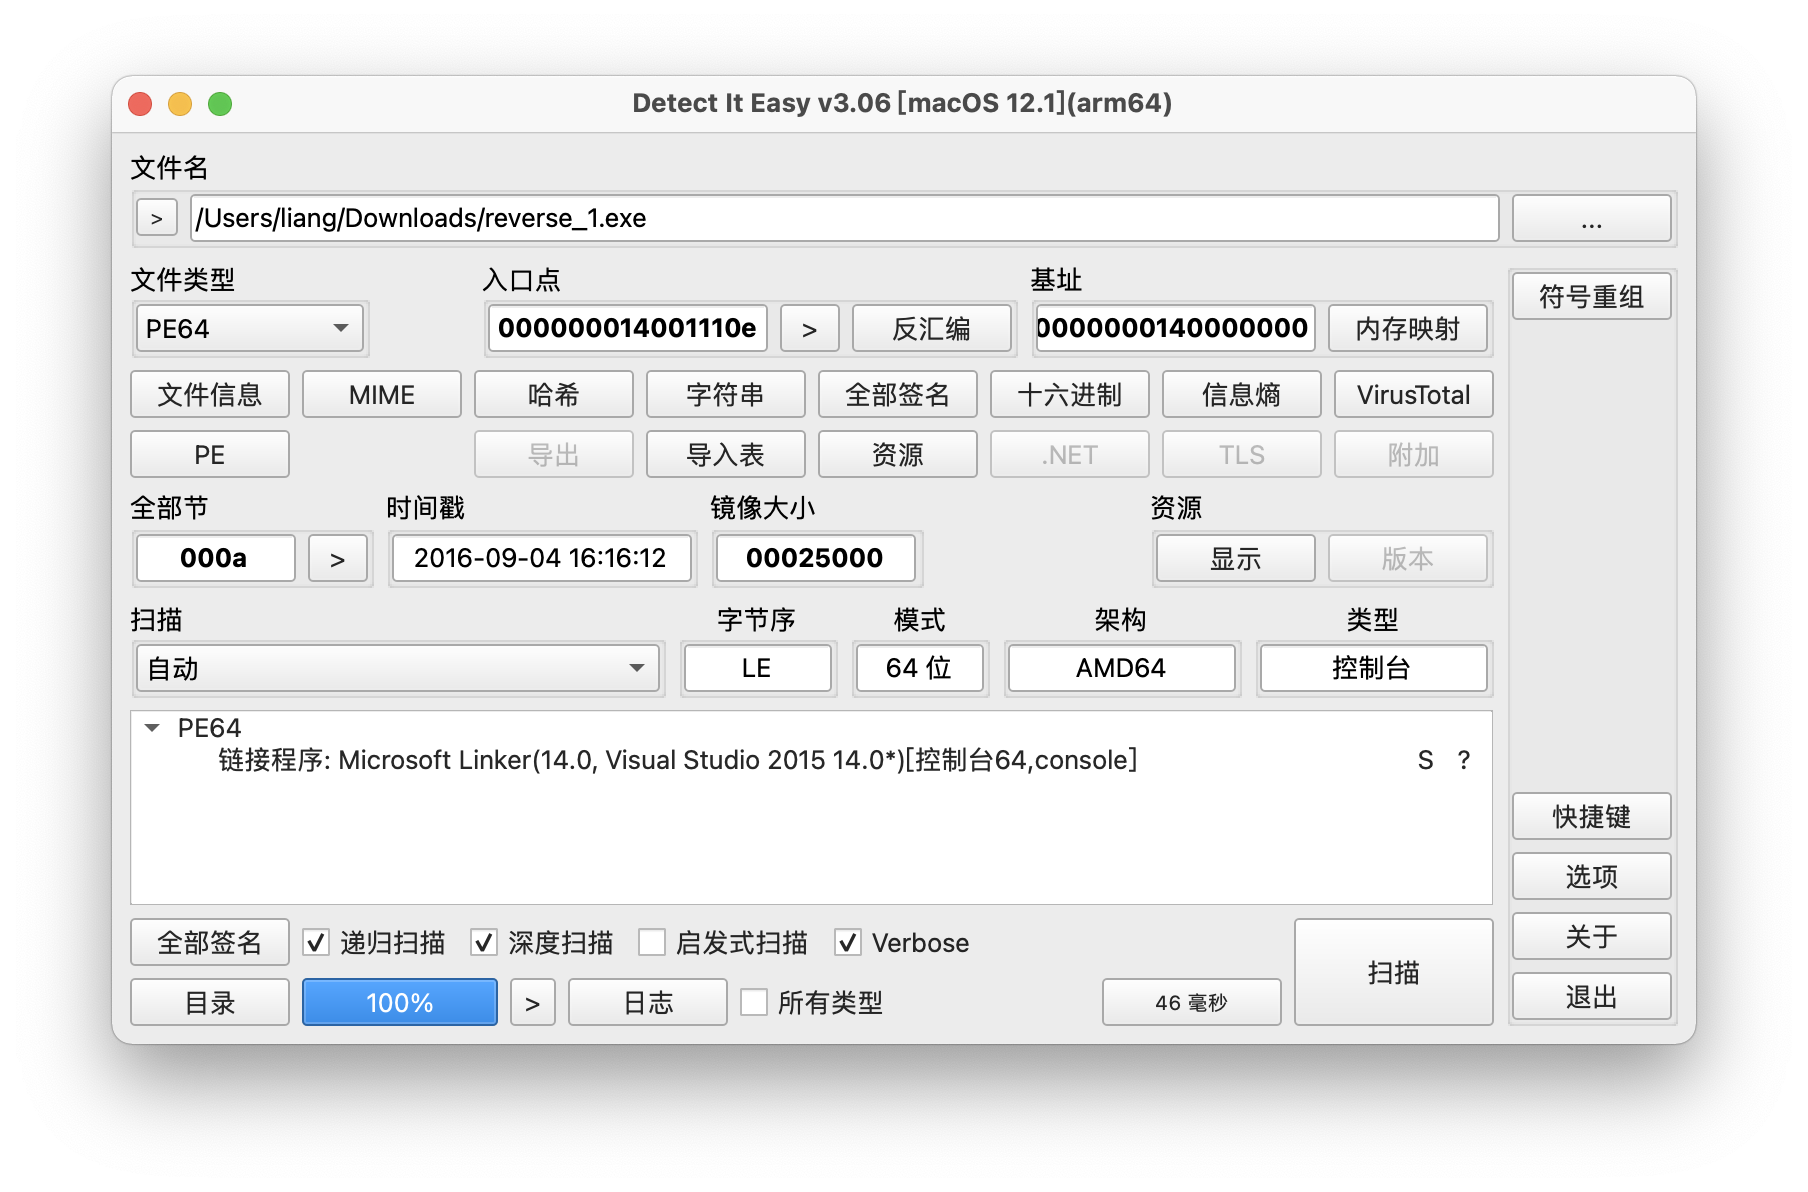 Detect It Easy v3.06 [macOS 12.1](arm64)
文件名
> /Users/liang/Downloads/reverse_1.exe ...
文件类型 入口点 基址
PE64 000000014001110e > 反汇编 0000000140000000 内存映射 符号重组
文件信息 MIME 哈希 字符串 全部签名 十六进制 信息熵 VirusTotal
PE 导出 导入表 资源 .NET TLS 附加
全部节 时间戳 镜像大小 资源
000a > 2016-09-04 16:16:12 00025000 显示 版本
扫描 字节序 模式 架构 类型
自动 LE 64 位 AMD64 控制台
PE64
链接程序: Microsoft Linker(14.0, Visual Studio 2015 14.0*)[控制台64,console] S ?
快捷键
选项
全部签名 递归扫描 深度扫描 启发式扫描 Verbose 扫描 关于
目录 100% > 日志 所有类型 46 毫秒 退出